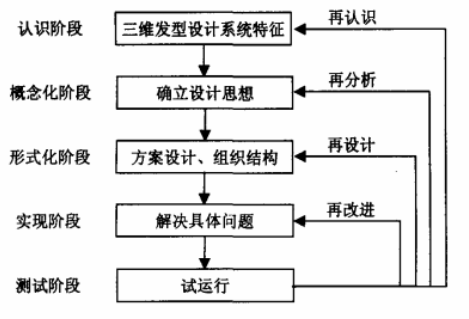 认识阶段 三维发型设计系统特征 再认识
概念化阶段 确立设计思想 再分析
形式化阶段 方案设计、组织结构 再设计
实现阶段 解决具体问题 再改进
测试阶段 试运行